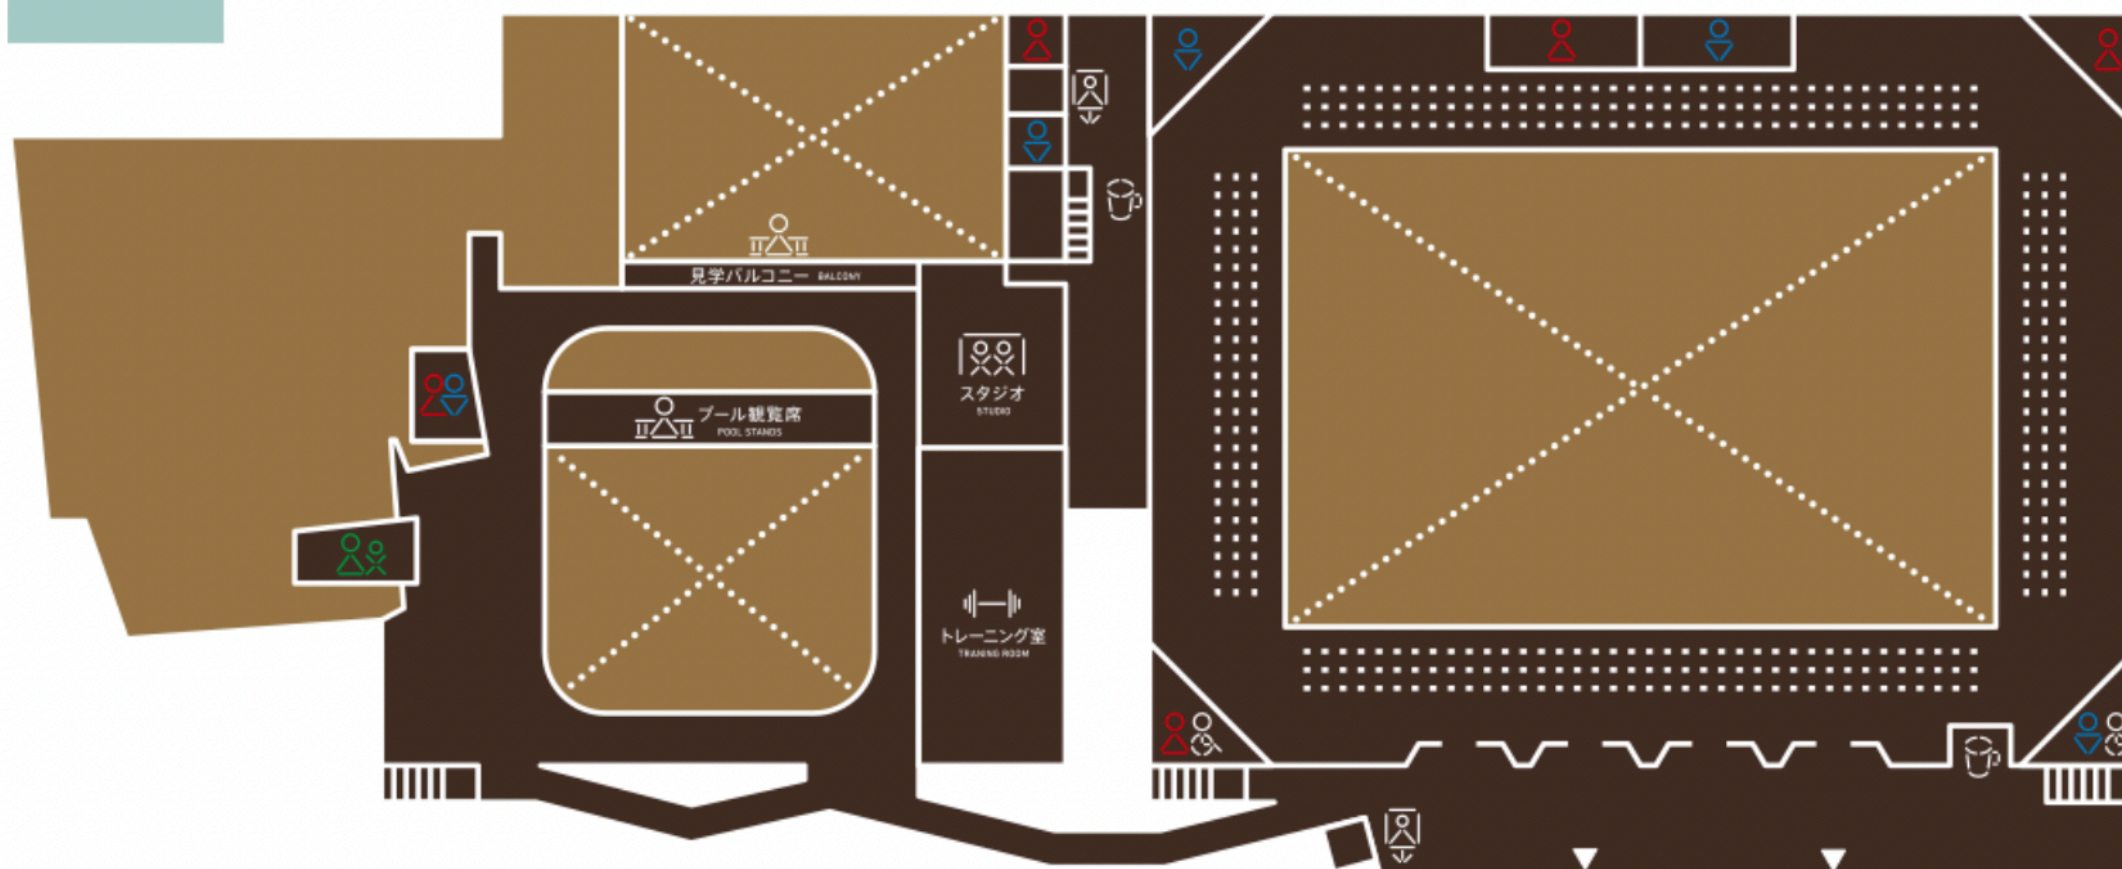 見学バルコニー BALCONY
プール観覧席
POOL STANDS
スタジオ
STUDIO
トレーニング室
TRANING ROOM